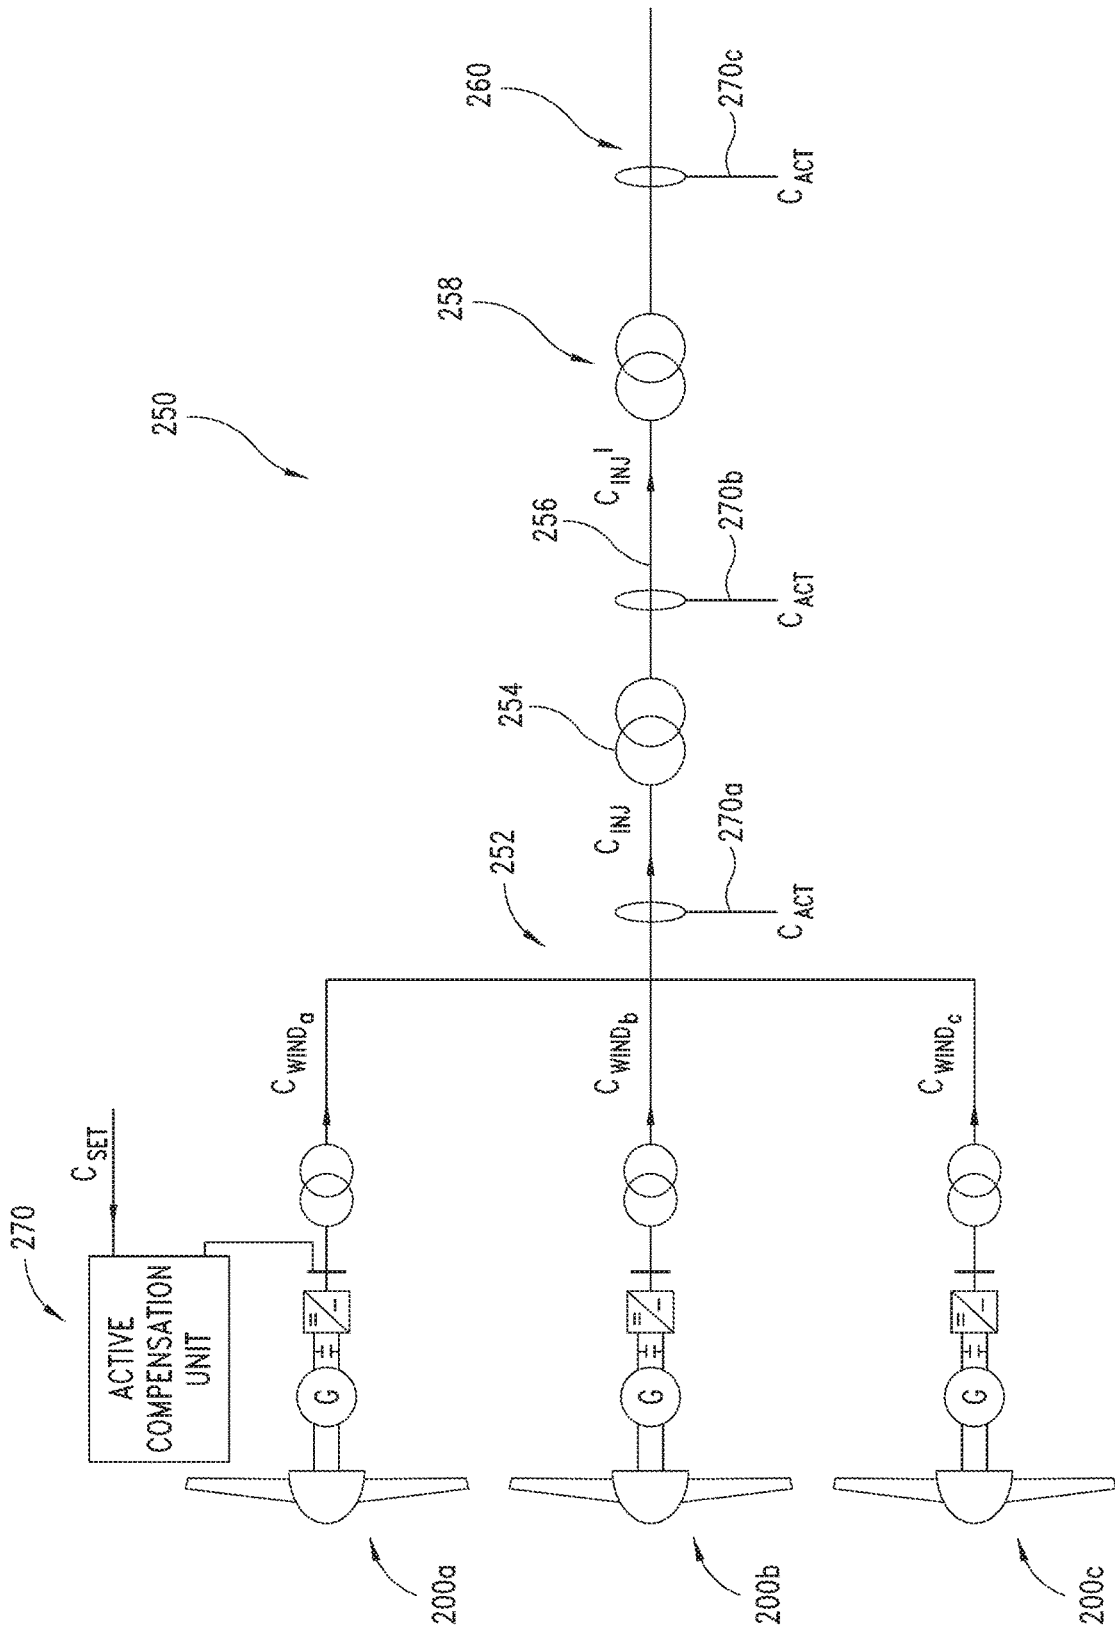 270
ACTIVE
COMPENSATION
UNIT
C SET
200a
G
=
~
C WINDa
250
252
C INJ
254
256
C INJ'
258
260
200b
G
=
~
C WINDb
C ACT
270a
C ACT
270b
C ACT
270c
200c
G
=
~
C WINDc